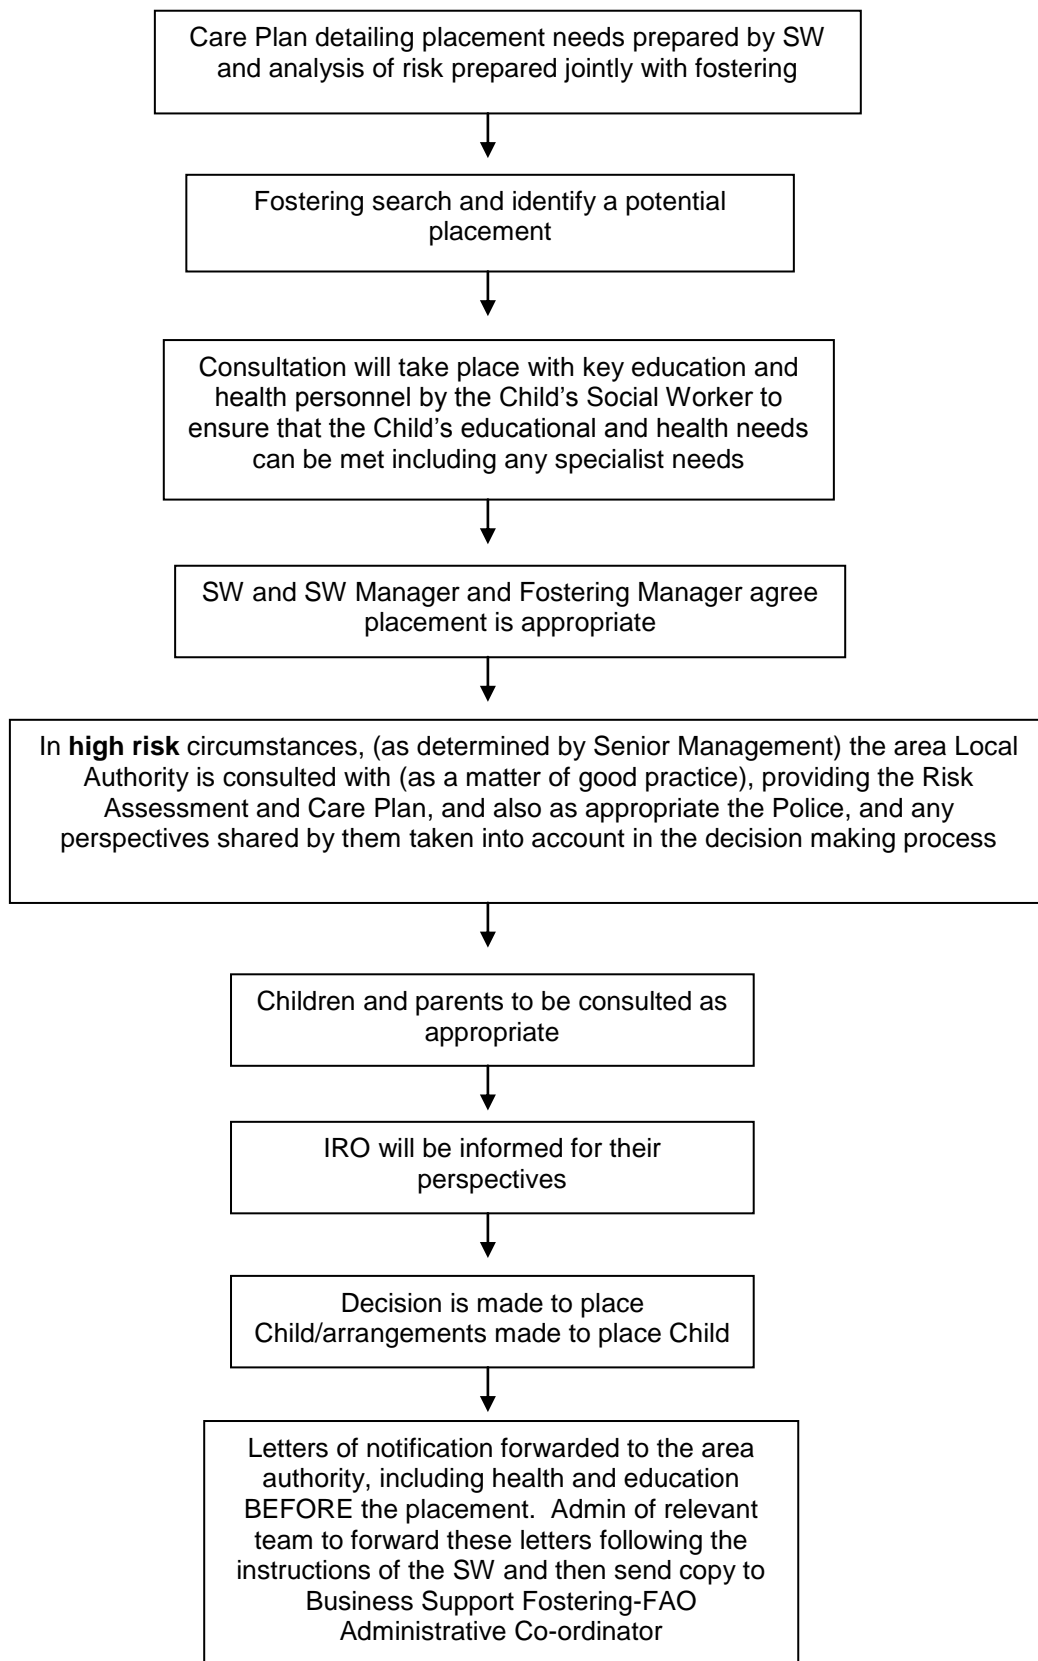 Care Plan detailing placement needs prepared by SW
and analysis of risk prepared jointly with fostering
Fostering search and identify a potential
placement
Consultation will take place with key education and
health personnel by the Child’s Social Worker to
ensure that the Child’s educational and health needs
can be met including any specialist needs
SW and SW Manager and Fostering Manager agree
placement is appropriate
In high risk circumstances, (as determined by Senior Management) the area Local
Authority is consulted with (as a matter of good practice), providing the Risk
Assessment and Care Plan, and also as appropriate the Police, and any
perspectives shared by them taken into account in the decision making process
Children and parents to be consulted as
appropriate
IRO will be informed for their
perspectives
Decision is made to place
Child/arrangements made to place Child
Letters of notification forwarded to the area
authority, including health and education
BEFORE the placement.  Admin of relevant
team to forward these letters following the
instructions of the SW and then send copy to
Business Support Fostering-FAO
Administrative Co-ordinator